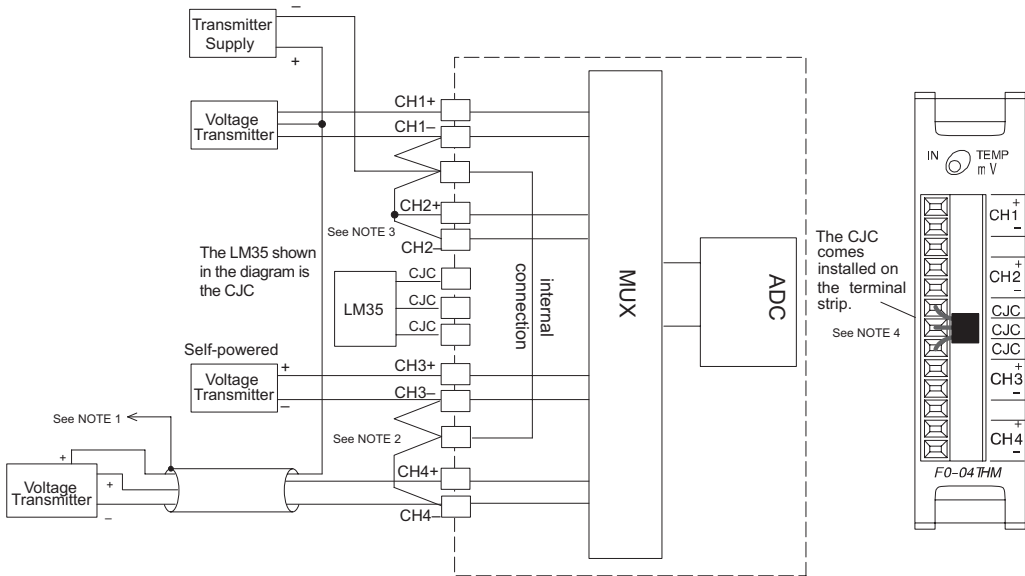 –
Transmitter
Supply
+
Voltage
Transmitter
CH1+
CH1–
CH2+
See NOTE 3
CH2–
The LM35 shown
in the diagram is
the CJC
LM35
CJC
CJC
CJC
internal
connection
MUX
ADC
Self-powered
Voltage
Transmitter
+
–
CH3+
CH3–
See NOTE 2
See NOTE 1
+
Voltage
Transmitter
+
–
CH4+
CH4–
The CJC
comes
installed on
the terminal
strip.
See NOTE 4
IN
TEMP
m V
+
CH1
–
+
CH2
–
CJC
CJC
CJC
+
CH3
–
+
CH4
–
F0-04THM